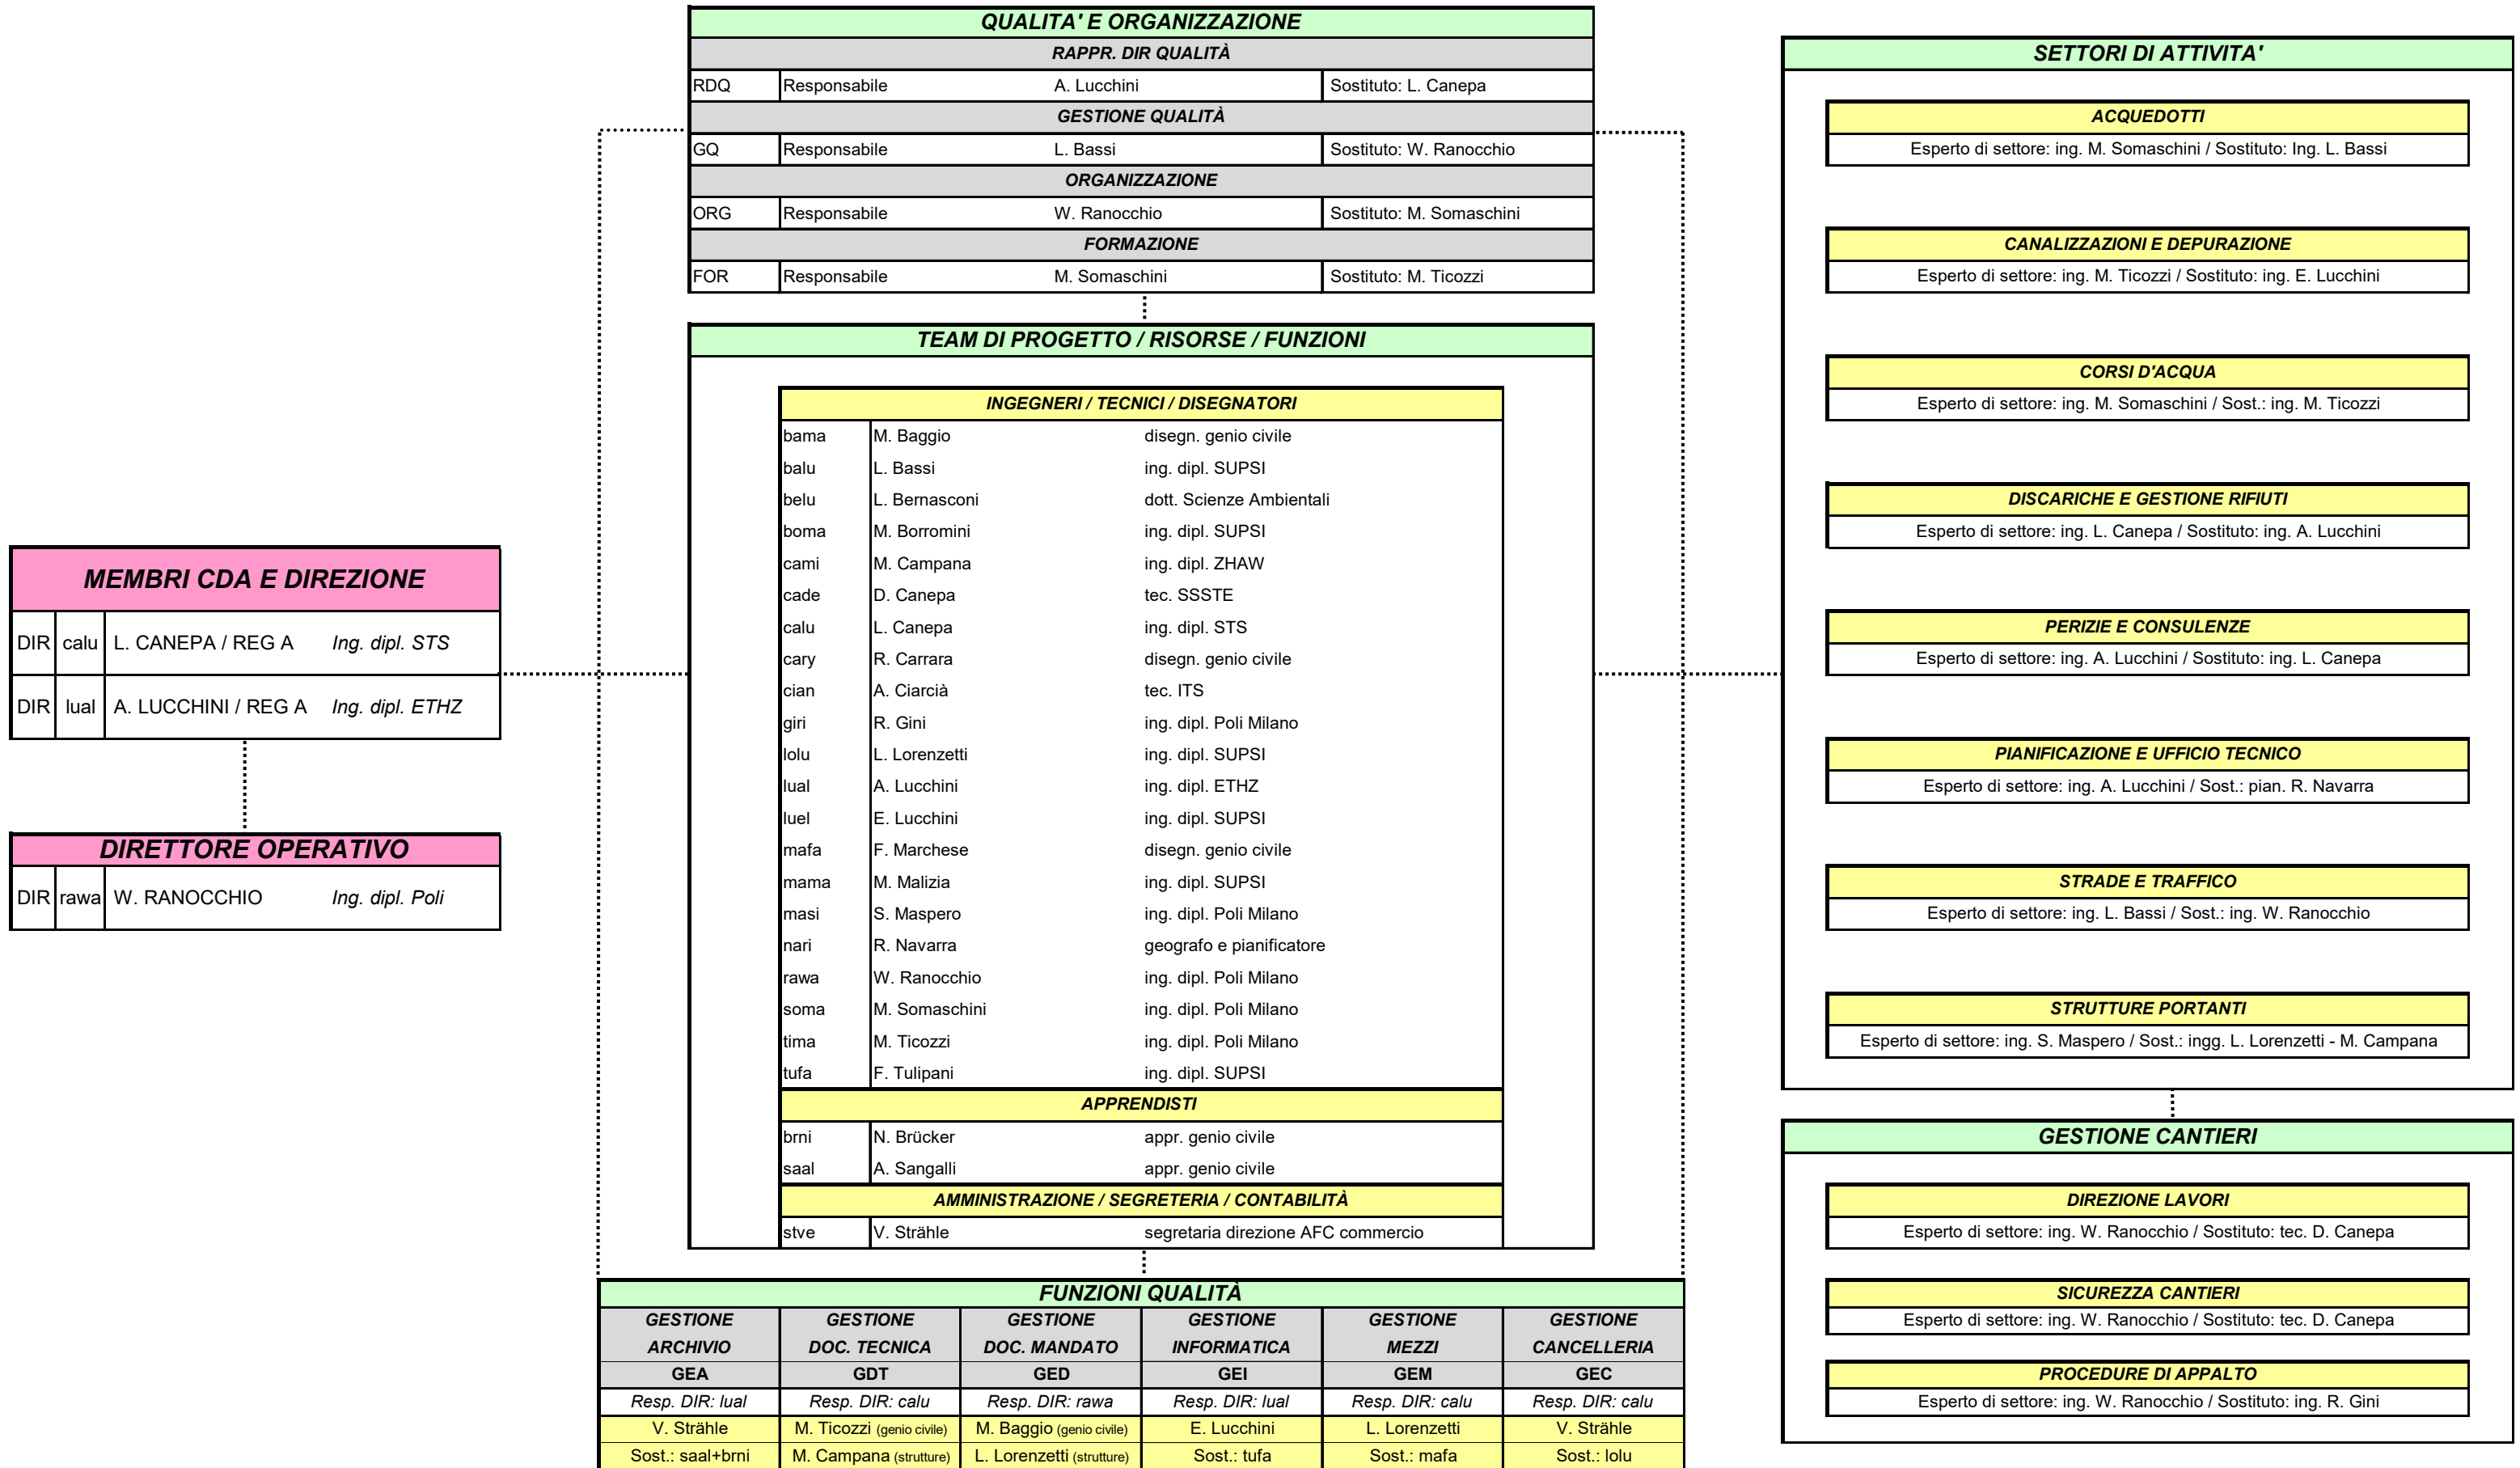 QUALITA' E ORGANIZZAZIONE
RAPPR. DIR QUALITÀ
RDQ Responsabile A. Lucchini Sostituto: L. Canepa
GESTIONE QUALITÀ
GQ Responsabile L. Bassi Sostituto: W. Ranocchio
ORGANIZZAZIONE
ORG Responsabile W. Ranocchio Sostituto: M. Somaschini
FORMAZIONE
FOR Responsabile M. Somaschini Sostituto: M. Ticozzi
MEMBRI CDA E DIREZIONE
DIR calu L. CANEPA / REG A Ing. dipl. STS
DIR lual A. LUCCHINI / REG A Ing. dipl. ETHZ
DIRETTORE OPERATIVO
DIR rawa W. RANOCCHIO Ing. dipl. Poli
TEAM DI PROGETTO / RISORSE / FUNZIONI
INGEGNERI / TECNICI / DISEGNATORI
bama M. Baggio disegn. genio civile
balu L. Bassi ing. dipl. SUPSI
belu L. Bernasconi dott. Scienze Ambientali
boma M. Borromini ing. dipl. SUPSI
cami M. Campana ing. dipl. ZHAW
cade D. Canepa tec. SSSTE
calu L. Canepa ing. dipl. STS
cary R. Carrara disegn. genio civile
cian A. Ciarcià tec. ITS
giri R. Gini ing. dipl. Poli Milano
lolu L. Lorenzetti ing. dipl. SUPSI
lual A. Lucchini ing. dipl. ETHZ
luel E. Lucchini ing. dipl. SUPSI
mafa F. Marchese disegn. genio civile
mama M. Malizia ing. dipl. SUPSI
masi S. Maspero ing. dipl. Poli Milano
nari R. Navarra geografo e pianificatore
rawa W. Ranocchio ing. dipl. Poli Milano
soma M. Somaschini ing. dipl. Poli Milano
tima M. Ticozzi ing. dipl. Poli Milano
tufa F. Tulipani ing. dipl. SUPSI
APPRENDISTI
brni N. Brücker appr. genio civile
saal A. Sangalli appr. genio civile
AMMINISTRAZIONE / SEGRETERIA / CONTABILITÀ
stve V. Strähle segretaria direzione AFC commercio
FUNZIONI QUALITÀ
GESTIONE GESTIONE GESTIONE GESTIONE GESTIONE GESTIONE
ARCHIVIO DOC. TECNICA DOC. MANDATO INFORMATICA MEZZI CANCELLERIA
GEA GDT GED GEI GEM GEC
Resp. DIR: lual Resp. DIR: calu Resp. DIR: rawa Resp. DIR: lual Resp. DIR: calu Resp. DIR: calu
V. Strähle M. Ticozzi (genio civile) M. Baggio (genio civile) E. Lucchini L. Lorenzetti V. Strähle
Sost.: saal+brni M. Campana (strutture) L. Lorenzetti (strutture) Sost.: tufa Sost.: mafa Sost.: lolu
SETTORI DI ATTIVITA'
ACQUEDOTTI
Esperto di settore: ing. M. Somaschini / Sostituto: Ing. L. Bassi
CANALIZZAZIONI E DEPURAZIONE
Esperto di settore: ing. M. Ticozzi / Sostituto: ing. E. Lucchini
CORSI D'ACQUA
Esperto di settore: ing. M. Somaschini / Sost.: ing. M. Ticozzi
DISCARICHE E GESTIONE RIFIUTI
Esperto di settore: ing. L. Canepa / Sostituto: ing. A. Lucchini
PERIZIE E CONSULENZE
Esperto di settore: ing. A. Lucchini / Sostituto: ing. L. Canepa
PIANIFICAZIONE E UFFICIO TECNICO
Esperto di settore: ing. A. Lucchini / Sost.: pian. R. Navarra
STRADE E TRAFFICO
Esperto di settore: ing. L. Bassi / Sost.: ing. W. Ranocchio
STRUTTURE PORTANTI
Esperto di settore: ing. S. Maspero / Sost.: ingg. L. Lorenzetti - M. Campana
GESTIONE CANTIERI
DIREZIONE LAVORI
Esperto di settore: ing. W. Ranocchio / Sostituto: tec. D. Canepa
SICUREZZA CANTIERI
Esperto di settore: ing. W. Ranocchio / Sostituto: tec. D. Canepa
PROCEDURE DI APPALTO
Esperto di settore: ing. W. Ranocchio / Sostituto: ing. R. Gini